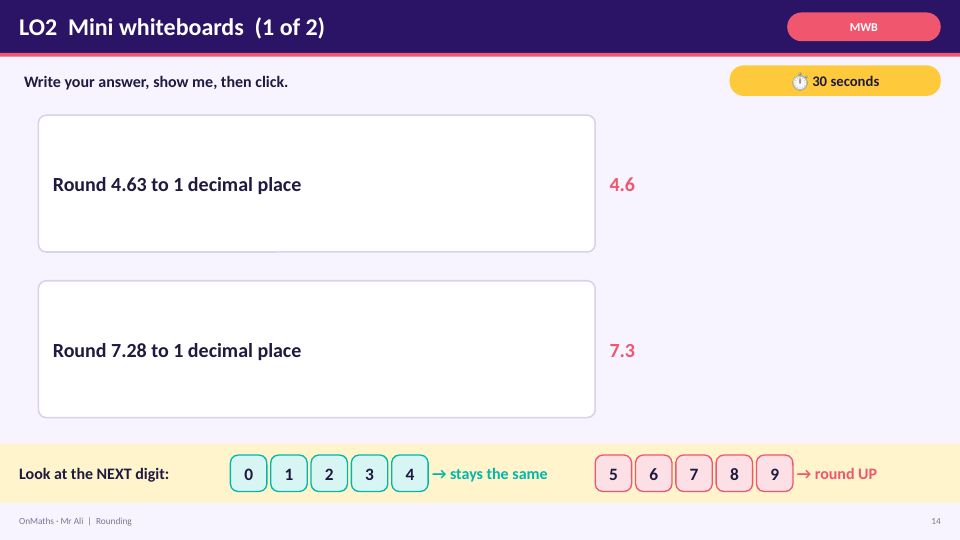 LO2 Mini whiteboards (1 of 2)
MWB
Write your answer, show me, then click.
⏱ 30 seconds
Round 4.63 to 1 decimal place
4.6
Round 7.28 to 1 decimal place
7.3
Look at the NEXT digit: 0 1 2 3 4 → stays the same 5 6 7 8 9 → round UP
OnMaths - Mr Ali | Rounding
14